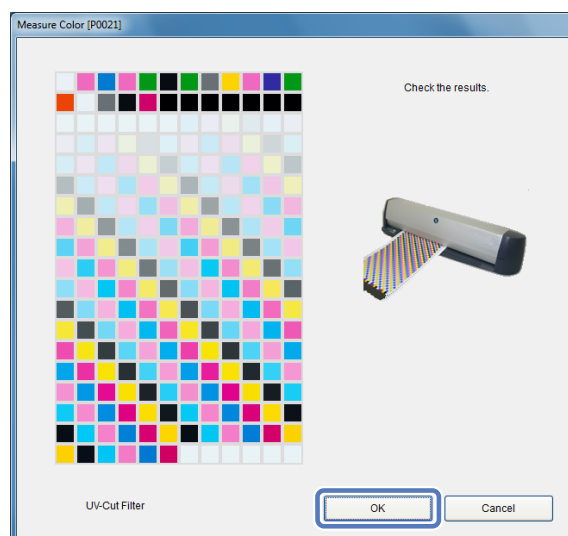 Measure Color [P0021]
Check the results.
UV-Cut Filter
OK
Cancel